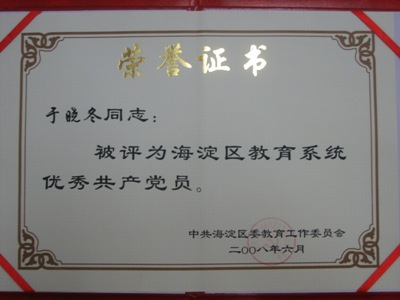 荣誉证书
于晓冬同志：
被评为海淀区教育系统
优秀共产党员。
中共海淀区委教育工作委员会
二〇〇八年六月